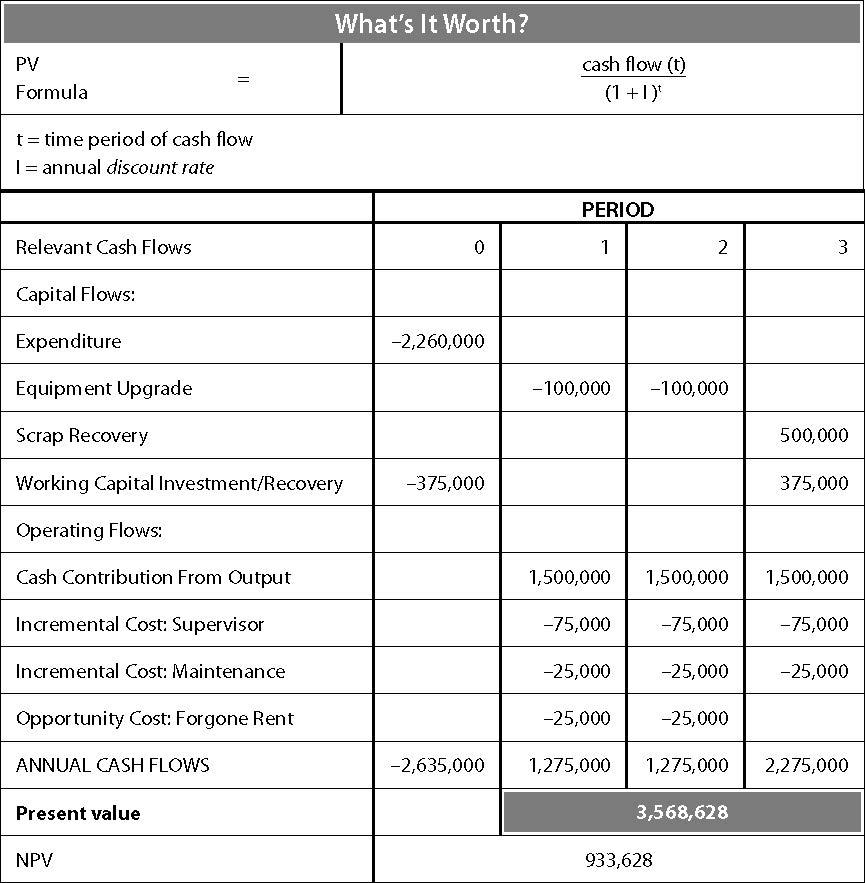 What's It Worth?
PV
Formula
=
cash flow (t)
(1 + I)ᵗ
t = time period of cash flow
I = annual discount rate
PERIOD
Relevant Cash Flows 0 1 2 3
Capital Flows:
Expenditure –2,260,000
Equipment Upgrade –100,000 –100,000
Scrap Recovery 500,000
Working Capital Investment/Recovery –375,000 375,000
Operating Flows:
Cash Contribution From Output 1,500,000 1,500,000 1,500,000
Incremental Cost: Supervisor –75,000 –75,000 –75,000
Incremental Cost: Maintenance –25,000 –25,000 –25,000
Opportunity Cost: Forgone Rent –25,000 –25,000
ANNUAL CASH FLOWS –2,635,000 1,275,000 1,275,000 2,275,000
Present value 3,568,628
NPV 933,628